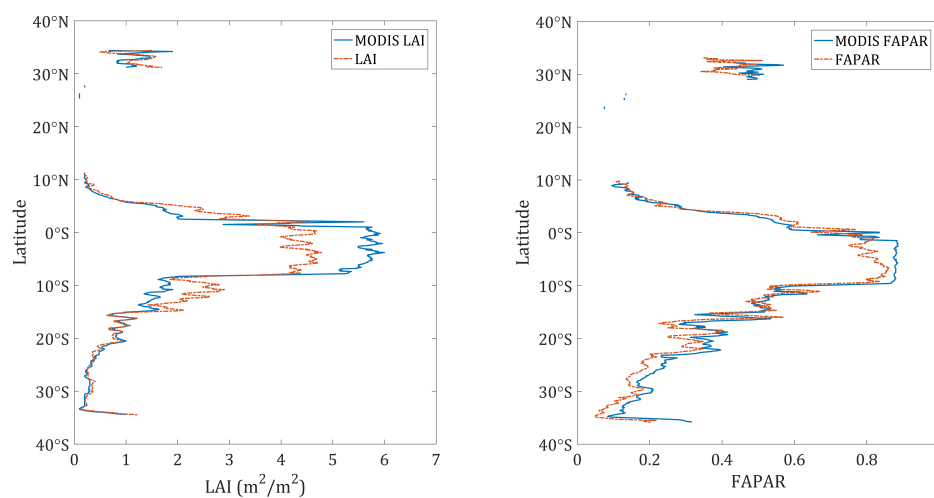 40°N
30°N
20°N
10°N
0°S
10°S
20°S
30°S
40°S
Latitude
0
1
2
3
4
5
6
7
LAI (m²/m²)
MODIS LAI
LAI
40°N
30°N
20°N
10°N
0°S
10°S
20°S
30°S
40°S
Latitude
0
0.2
0.4
0.6
0.8
FAPAR
MODIS FAPAR
FAPAR